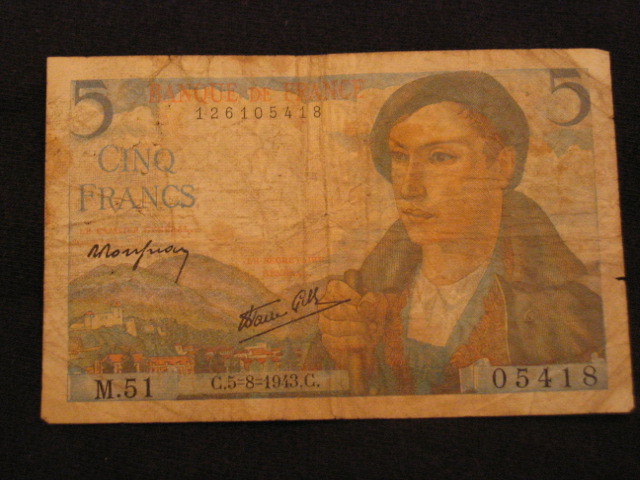 5 BANQUE DE FRANCE 5
126105418
CINQ
FRANCS
M.51 C.5=8=1943.C. 05418